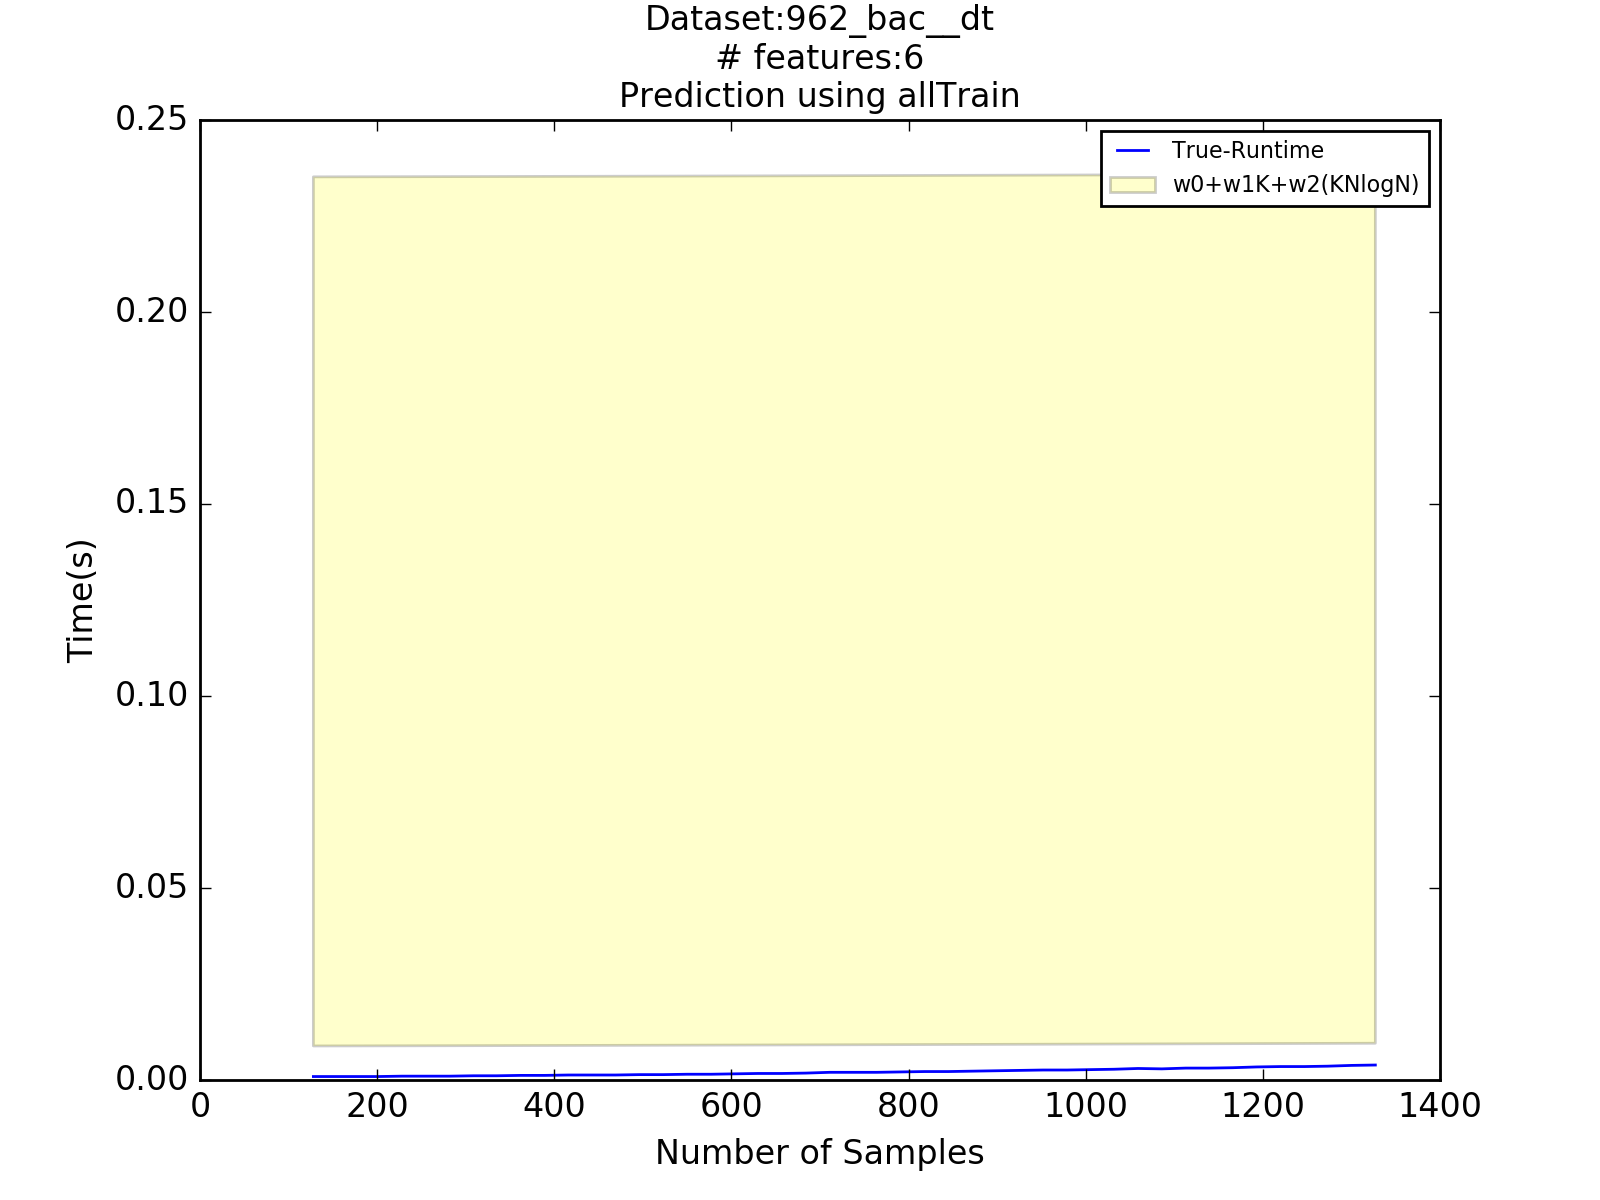 Dataset:962_bac__dt
# features:6
Prediction using allTrain
0.25
0.20
0.15
0.10
0.05
0.00
Time(s)
True-Runtime
w0+w1K+w2(KNlogN)
0 200 400 600 800 1000 1200 1400
Number of Samples